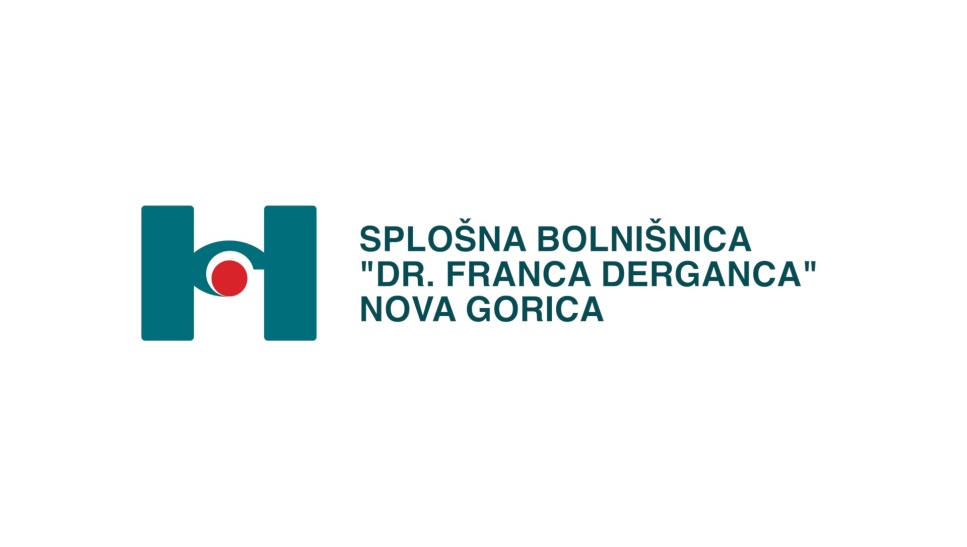 SPLOŠNA BOLNIŠNICA
"DR. FRANCA DERGANCA"
NOVA GORICA